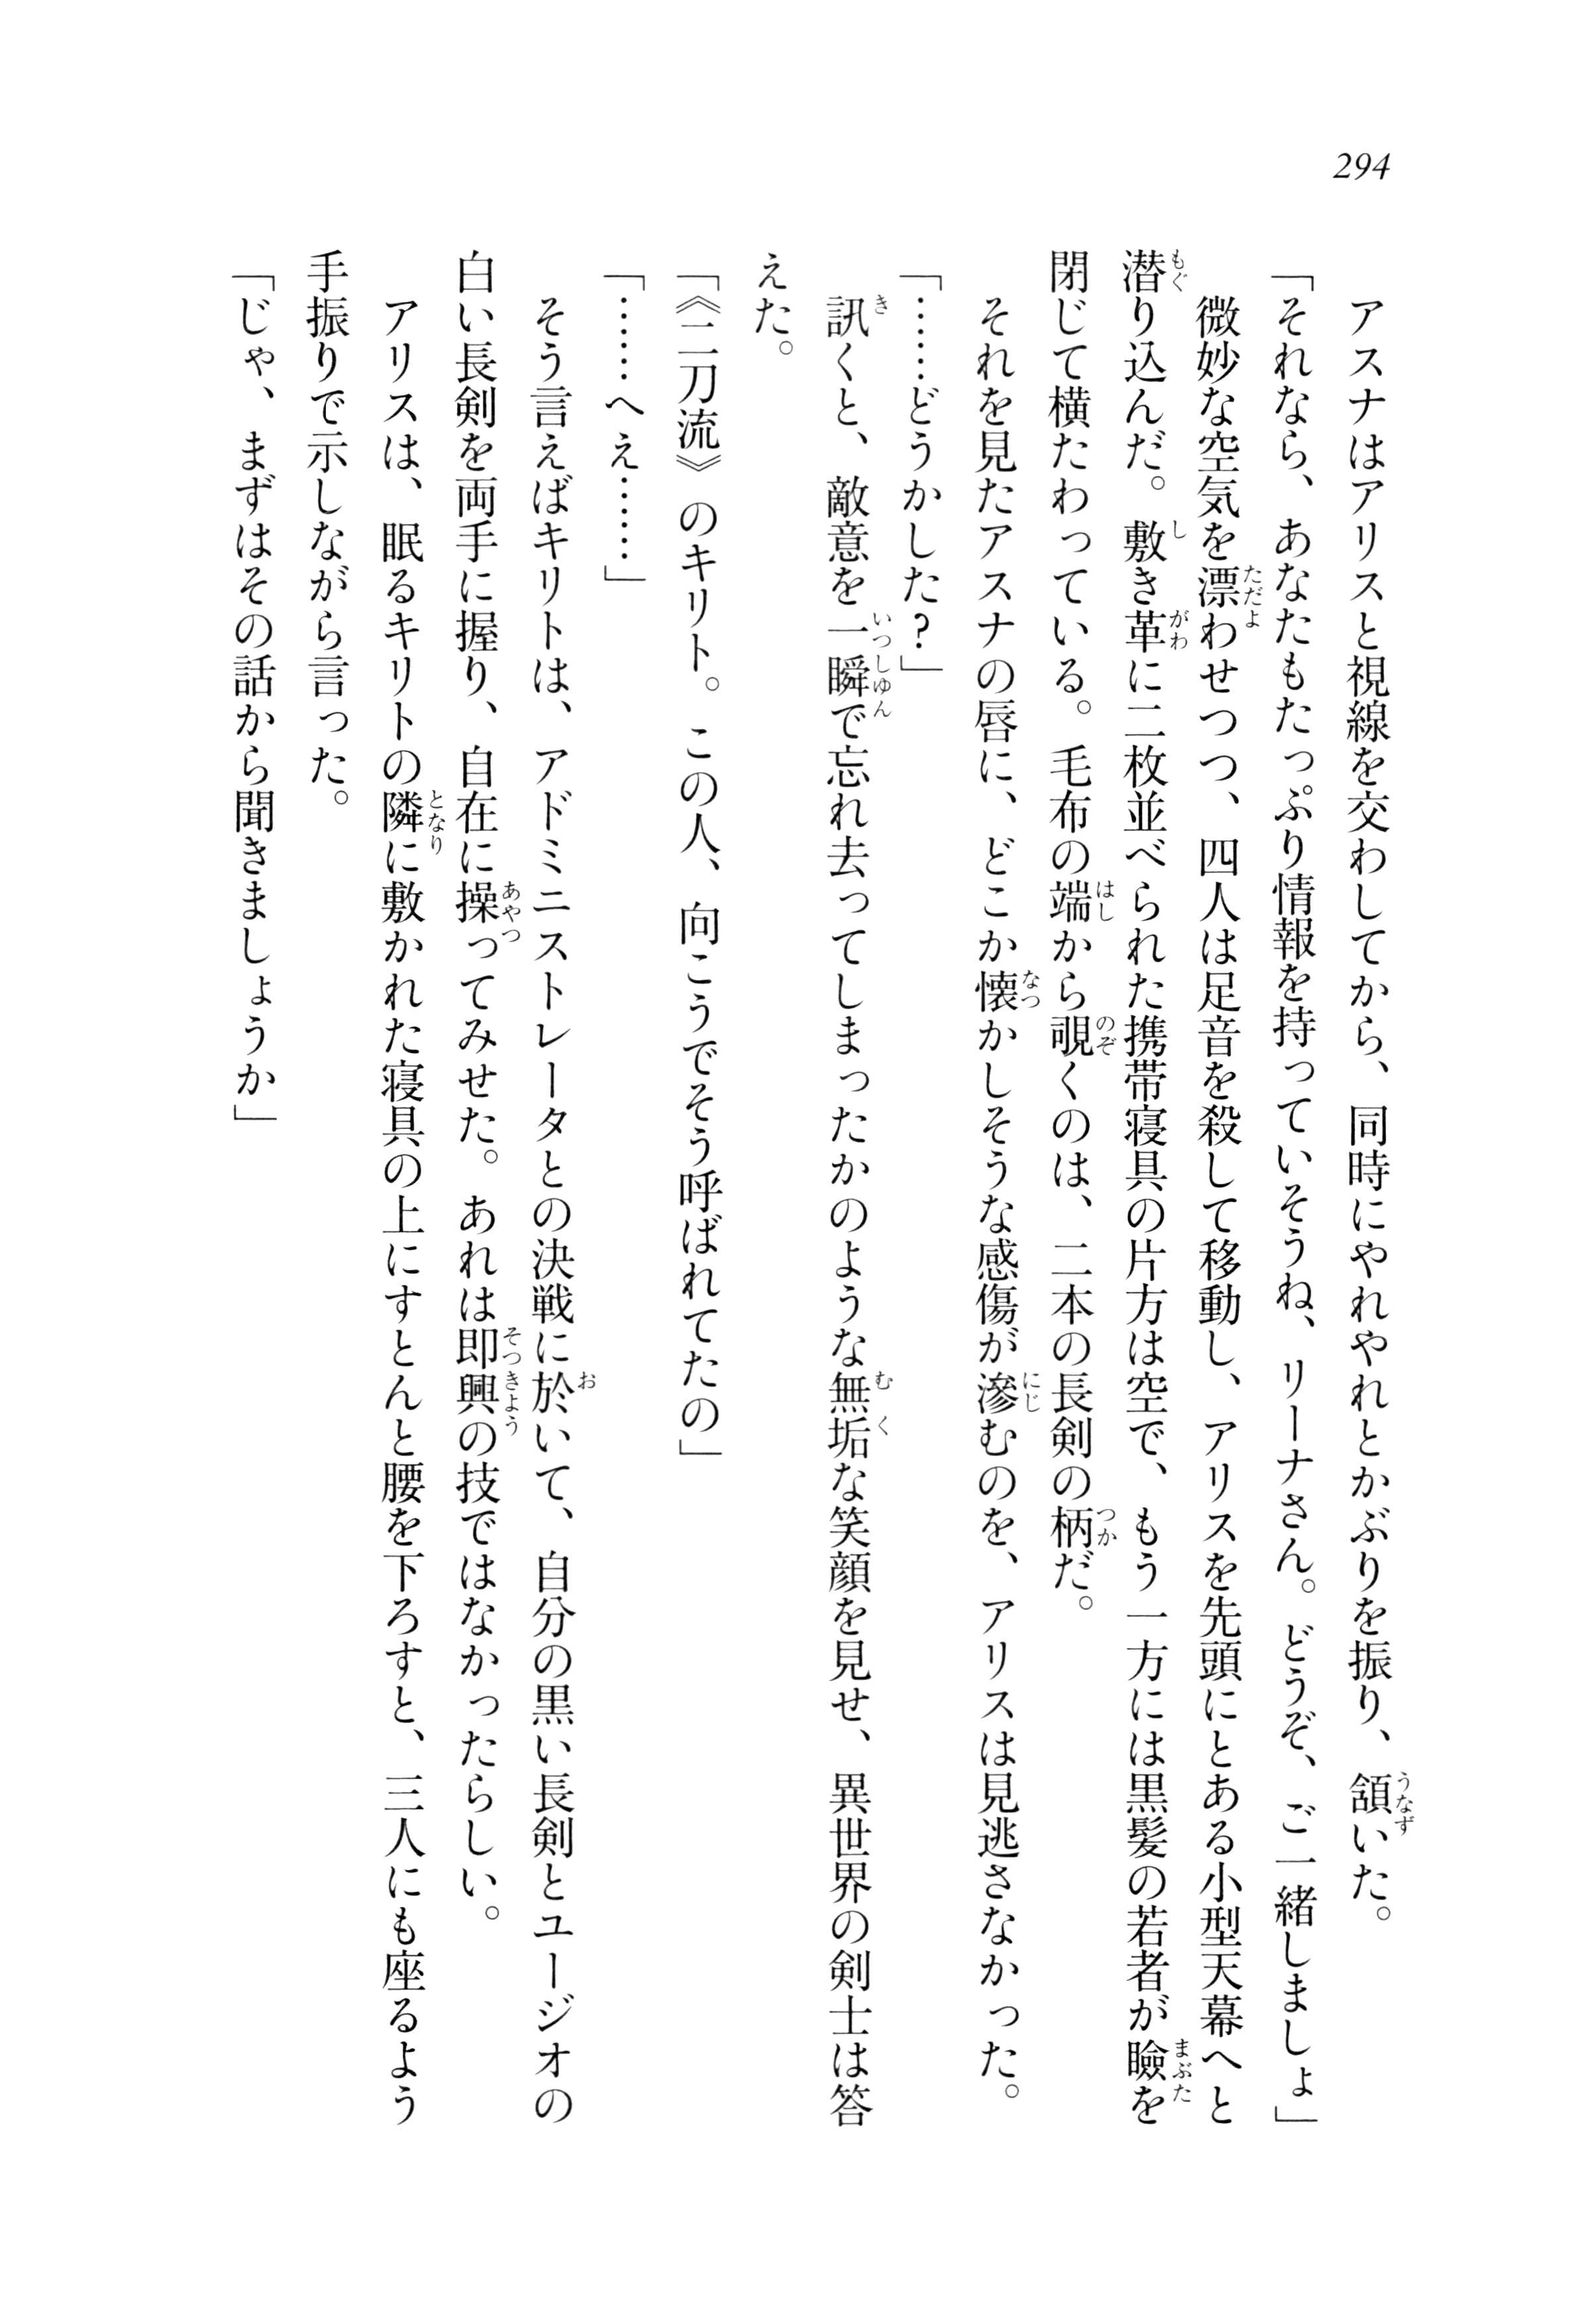 294
アスナはアリスと視線を交わしてから、同時にやれやれとかぶりを振り、頷いた。
「それなら、あなたもたっぷり情報を持っていそうね、リーナさん。どうぞ、ご一緒しましょ」
微妙な空気を漂わせつつ、四人は足音を殺して移動し、アリスを先頭にとある小型天幕へと
潜り込んだ。敷き革に二枚並べられた携帯寝具の片方は空で、もう一方には黒髪の若者が瞼を
閉じて横たわっている。毛布の端から覗くのは、二本の長剣の柄だ。
それを見たアスナの唇に、どこか懐かしそうな感傷が滲むのを、アリスは見逃さなかった。
「……どうかした?」
訊くと、敵意を一瞬で忘れ去ってしまったかのような無垢な笑顔を見せ、異世界の剣士は答
えた。
「《二刀流》のキリト。この人、向こうでそう呼ばれてたの」
「……へえ……」
そう言えばキリトは、アドミニストレータとの決戦に於いて、自分の黒い長剣とユージオの
白い長剣を両手に握り、自在に操ってみせた。あれは即興の技ではなかったらしい。
アリスは、眠るキリトの隣に敷かれた寝具の上にすとんと腰を下ろすと、三人にも座るよう
手振りで示しながら言った。
「じゃ、まずはその話から聞きましょうか」